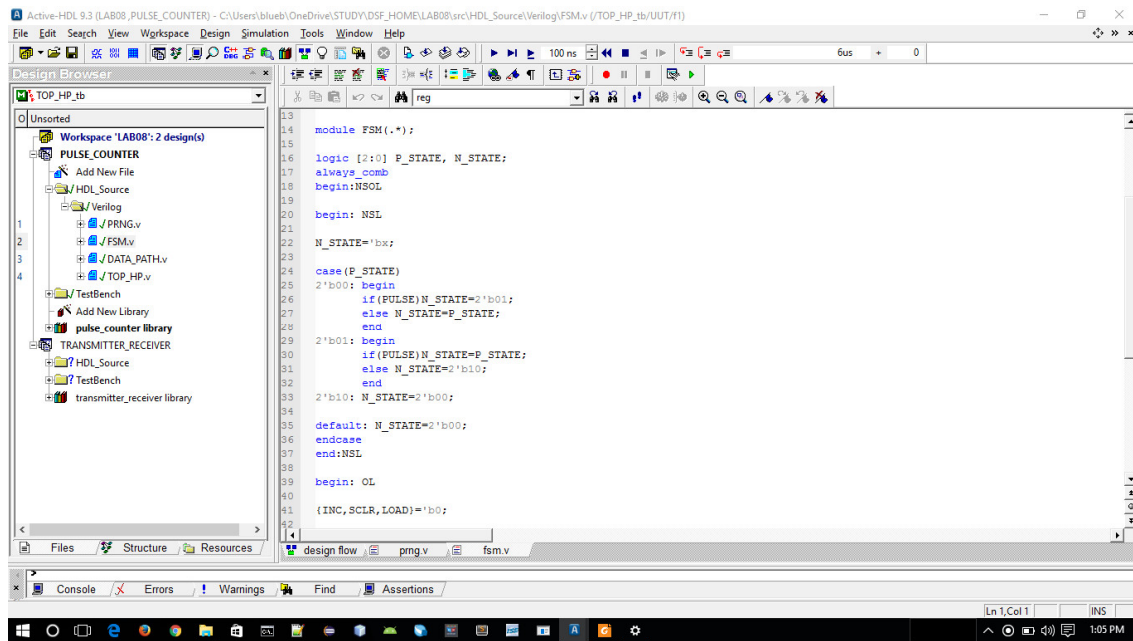 Active-HDL 9.3 (LAB08 ,PULSE_COUNTER) - C:\Users\blueb\OneDrive\STUDY\DSF_HOME\LAB08\src\HDL_Source\Verilog\FSM.v (/TOP_HP_tb/UUT/f1)
File Edit Search View Workspace Design Simulation Tools Window Help
100 ns 6us + 0
Design Browser
TOP_HP_tb
reg
O Unsorted
Workspace 'LAB08': 2 design(s)
PULSE_COUNTER
Add New File
HDL_Source
Verilog
1 PRNG.v
2 FSM.v
3 DATA_PATH.v
4 TOP_HP.v
TestBench
Add New Library
pulse_counter library
TRANSMITTER_RECEIVER
? HDL_Source
? TestBench
transmitter_receiver library
13
14 module FSM(.*);
15
16 logic [2:0] P_STATE, N_STATE;
17 always_comb
18 begin:NSOL
19
20 begin: NSL
21
22 N_STATE='bx;
23
24 case(P_STATE)
25 2'b00: begin
26 if(PULSE)N_STATE=2'b01;
27 else N_STATE=P_STATE;
28 end
29 2'b01: begin
30 if(PULSE)N_STATE=P_STATE;
31 else N_STATE=2'b10;
32 end
33 2'b10: N_STATE=2'b00;
34
35 default: N_STATE=2'b00;
36 endcase
37 end:NSL
38
39 begin: OL
40
41 {INC,SCLR,LOAD}='b0;
42
Files Structure Resources
design flow prng.v fsm.v
>
Console Errors Warnings Find Assertions
Ln 1,Col 1 INS
1:05 PM